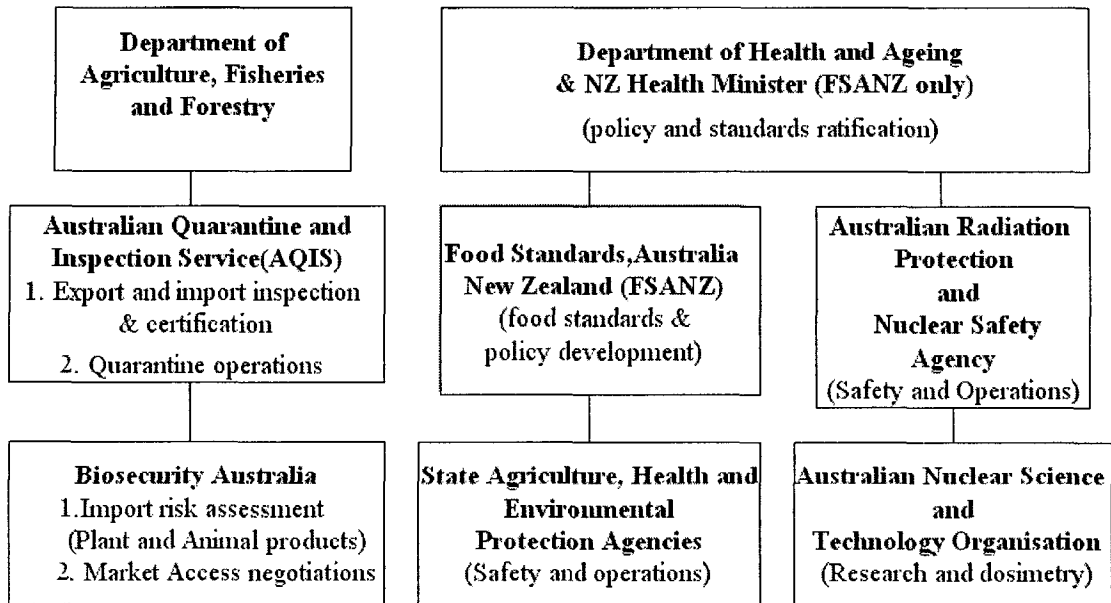 Department of
Agriculture, Fisheries
and Forestry
Department of Health and Ageing
& NZ Health Minister (FSANZ only)
(policy and standards ratification)
Australian Quarantine and
Inspection Service(AQIS)
1. Export and import inspection
& certification
2. Quarantine operations
Food Standards,Australia
New Zealand (FSANZ)
(food standards &
policy development)
Australian Radiation
Protection
and
Nuclear Safety
Agency
(Safety and Operations)
Biosecurity Australia
1.Import risk assessment
(Plant and Animal products)
2. Market Access negotiations
State Agriculture, Health and
Environmental
Protection Agencies
(Safety and operations)
Australian Nuclear Science
and
Technology Organisation
(Research and dosimetry)